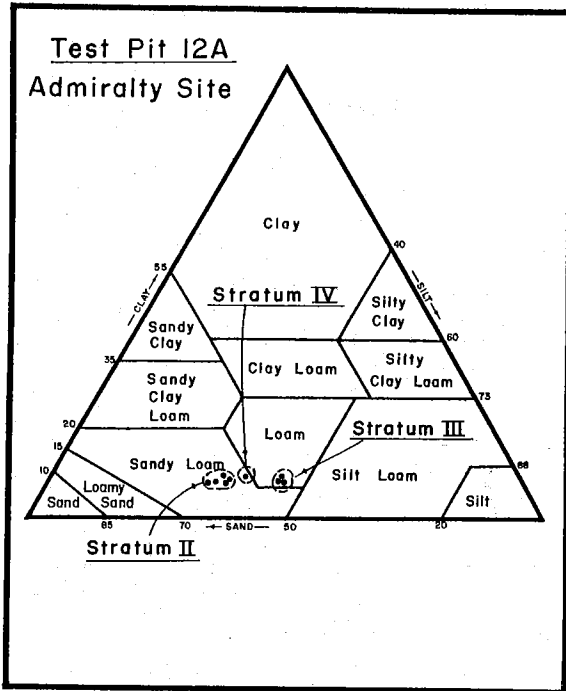 Test Pit 12A
Admiralty Site
Clay
40
55
CLAY
SILT
Stratum IV
Silty
Clay
Sandy
Clay
60
35
Clay Loam
Silty
Clay Loam
Sandy
Clay
Loam
73
20
Loam
Stratum III
15
Sandy Loam
10
Silt Loam
88
Sand
Loamy
Sand
Silt
85
70
SAND
50
20
Stratum II